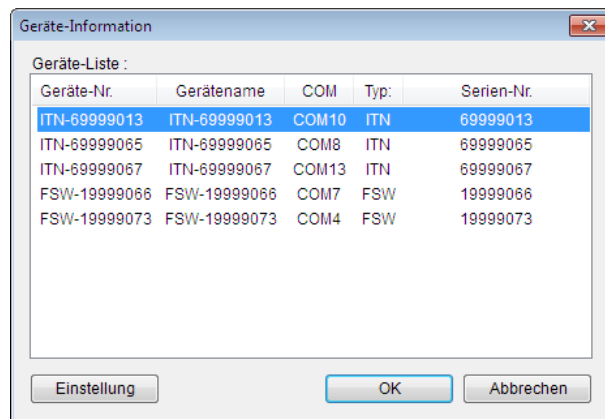 Geräte-Information
Geräte-Liste :
Geräte-Nr. Gerätename COM Typ: Serien-Nr.
ITN-69999013 ITN-69999013 COM10 ITN 69999013
ITN-69999065 ITN-69999065 COM8 ITN 69999065
ITN-69999067 ITN-69999067 COM13 ITN 69999067
FSW-19999066 FSW-19999066 COM7 FSW 19999066
FSW-19999073 FSW-19999073 COM4 FSW 19999073
Einstellung OK Abbrechen